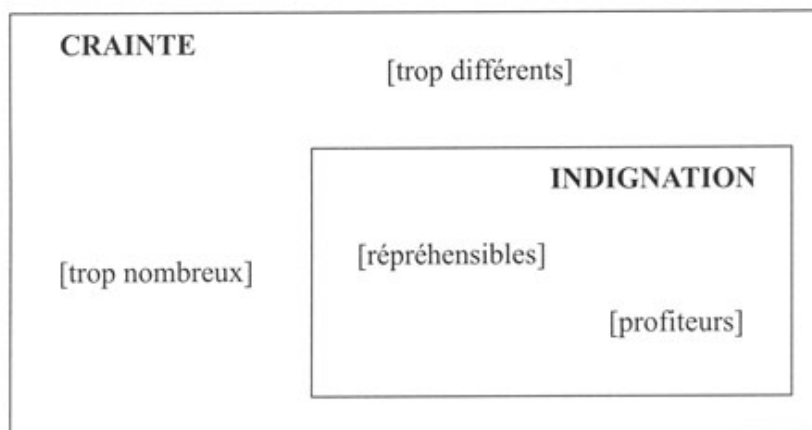 CRAINTE
[trop différents]
INDIGNATION
[répréhensibles]
[trop nombreux]
[profiteurs]